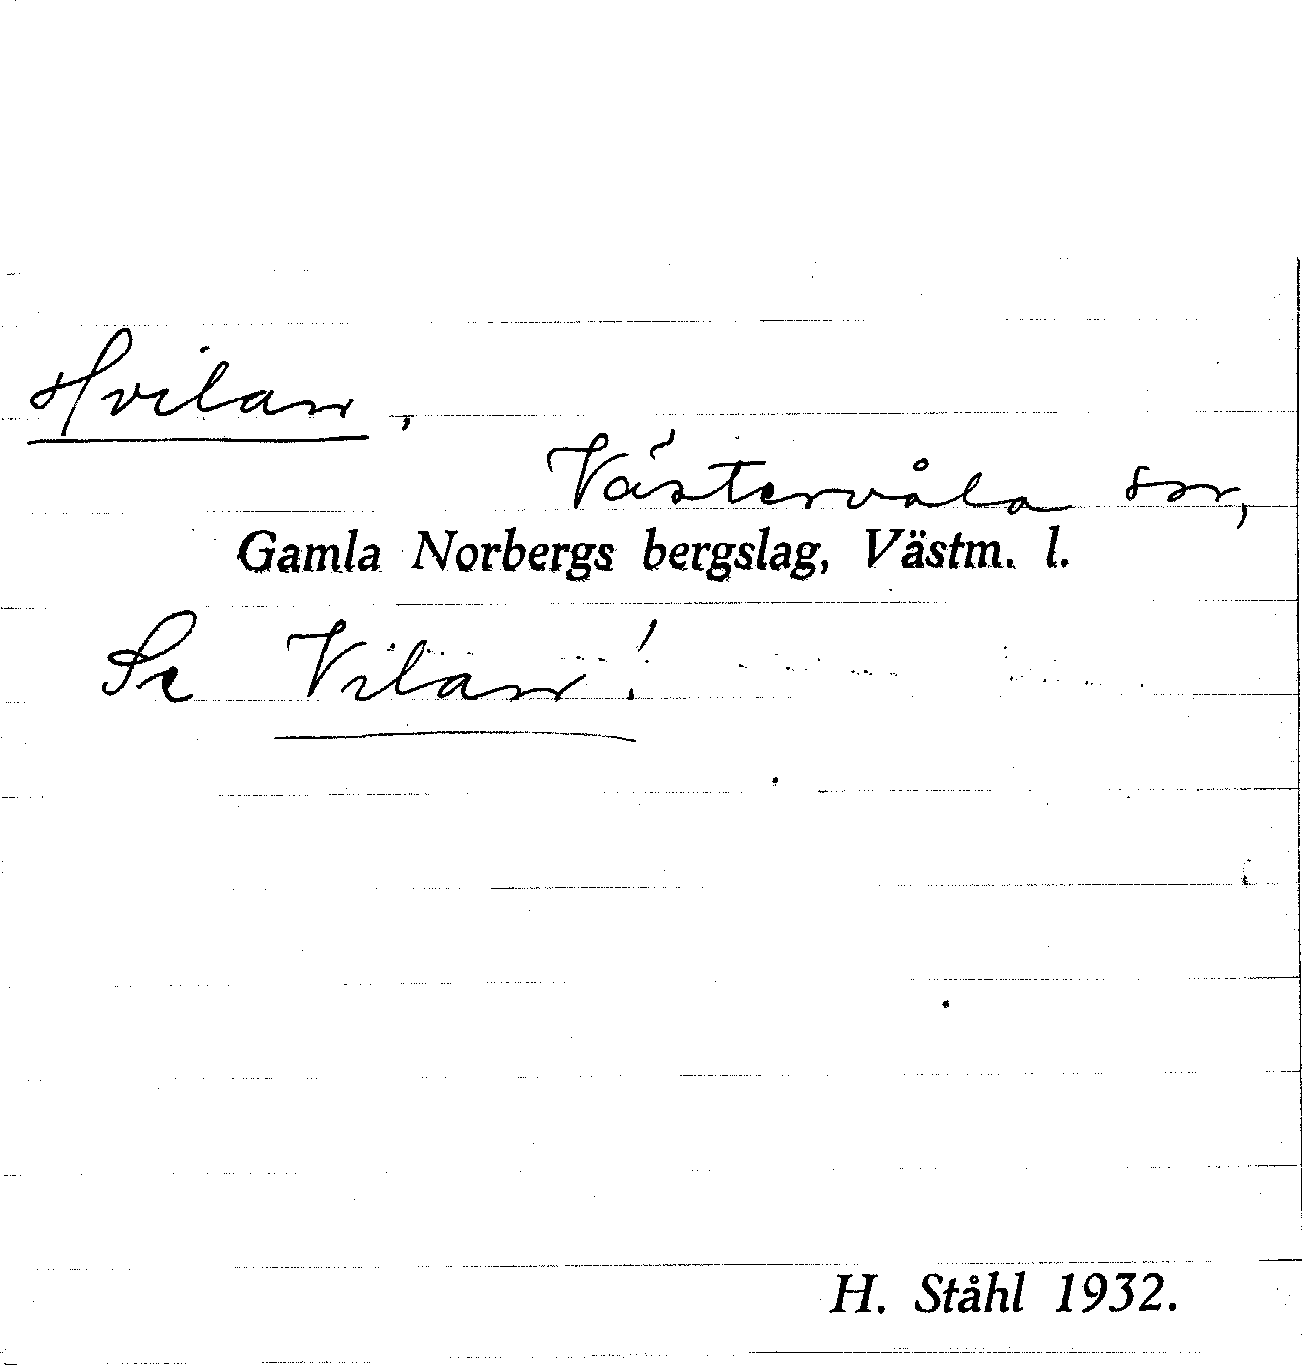 Hvilan,
Västervåla sn,
Gamla Norbergs bergslag, Västm. l.
Se Vilan!
H. Ståhl 1932.